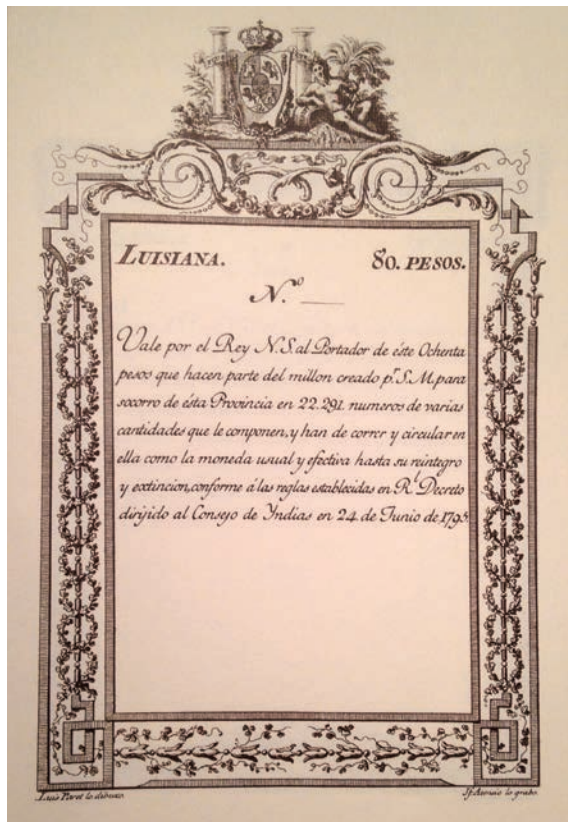 LUISIANA. 80. PESOS.
N.º
Vale por el Rey N.S. al Portador de éste Ochenta
pesos que hacen parte del millon creado p.r S.M. para
socorro de ésta Provincia en 22.291. numeros de varias
cantidades que le componen, y han de correr y circular en
ella como la moneda usual y efectiva hasta su reintegro
y extincion, conforme á las reglas establecidas en R.l Decreto
dirijido al Consejo de Yndias en 24. de Junio de 1795.
Luis Paret lo dibuxo. lo grabo.